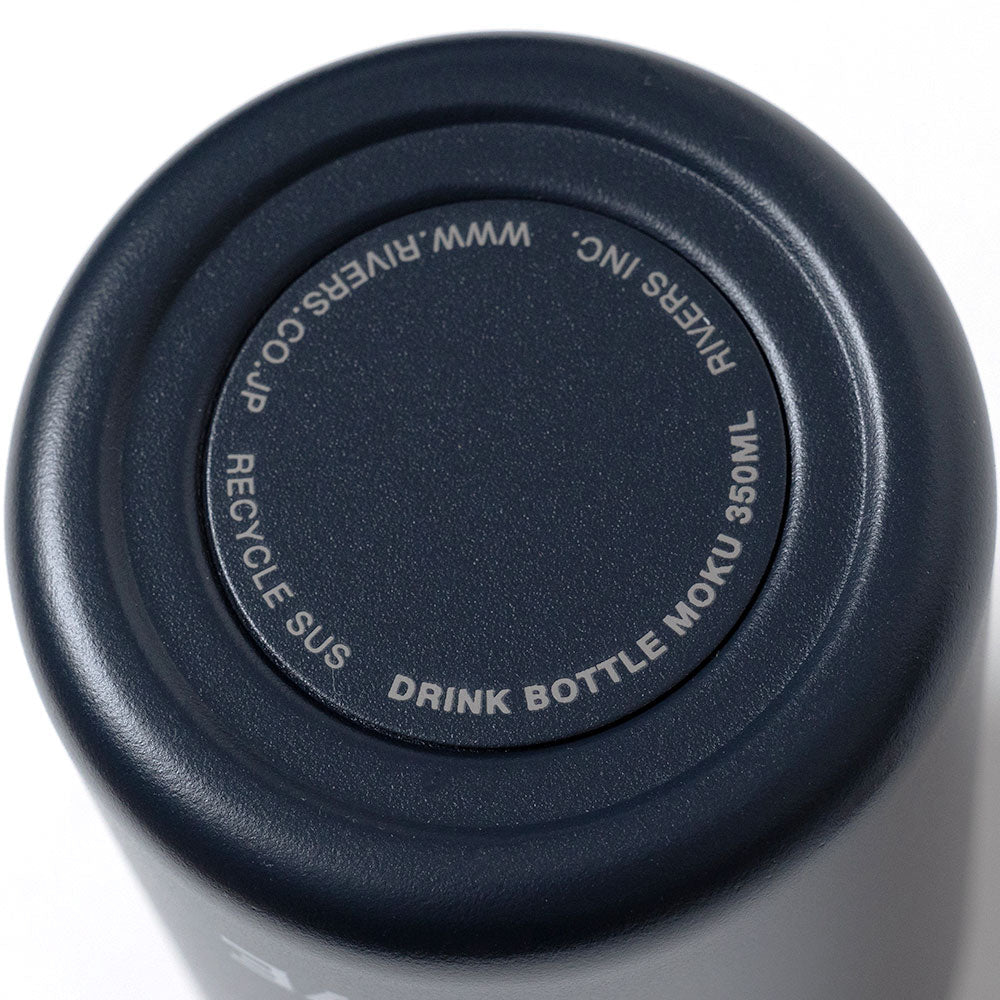 DRINK BOTTLE MOKU 350ML
RIVERS INC.
WWW.RIVERS.CO.JP
RECYCLE SUS